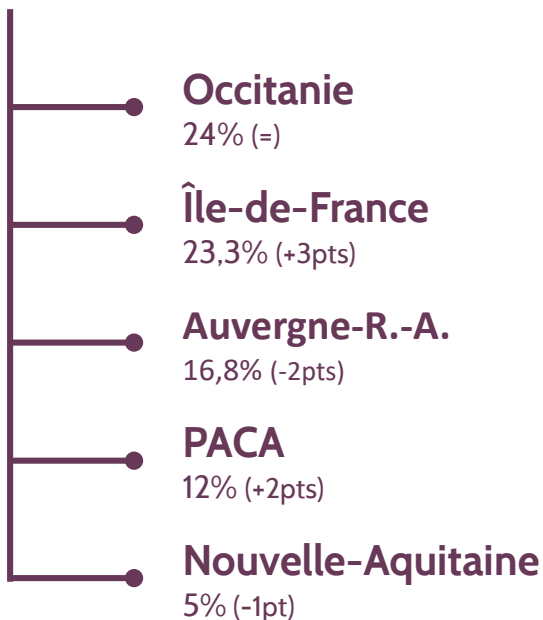 Occitanie
24% (=)
Île-de-France
23,3% (+3pts)
Auvergne-R.-A.
16,8% (-2pts)
PACA
12% (+2pts)
Nouvelle-Aquitaine
5% (-1pt)